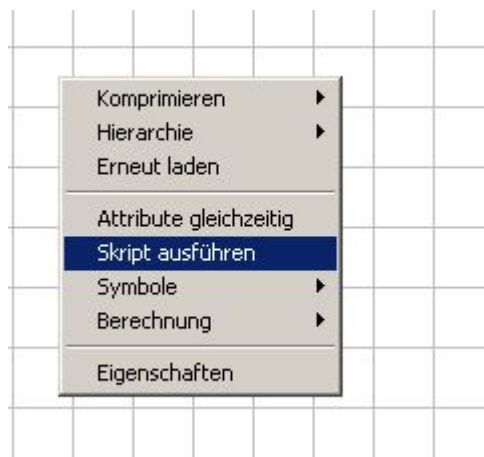 Komprimieren
Hierarchie
Erneut laden
Attribute gleichzeitig
Skript ausführen
Symbole
Berechnung
Eigenschaften